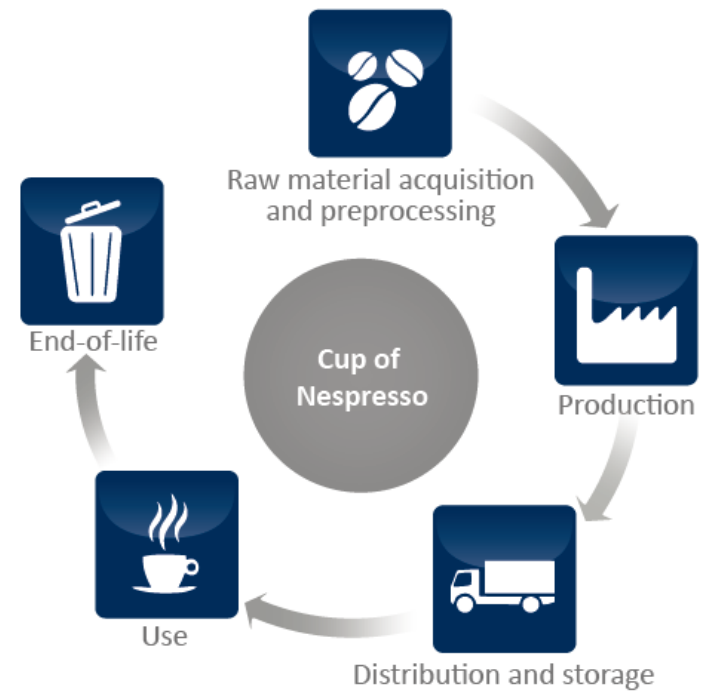 Raw material acquisition
and preprocessing
Production
Distribution and storage
Use
End-of-life
Cup of
Nespresso